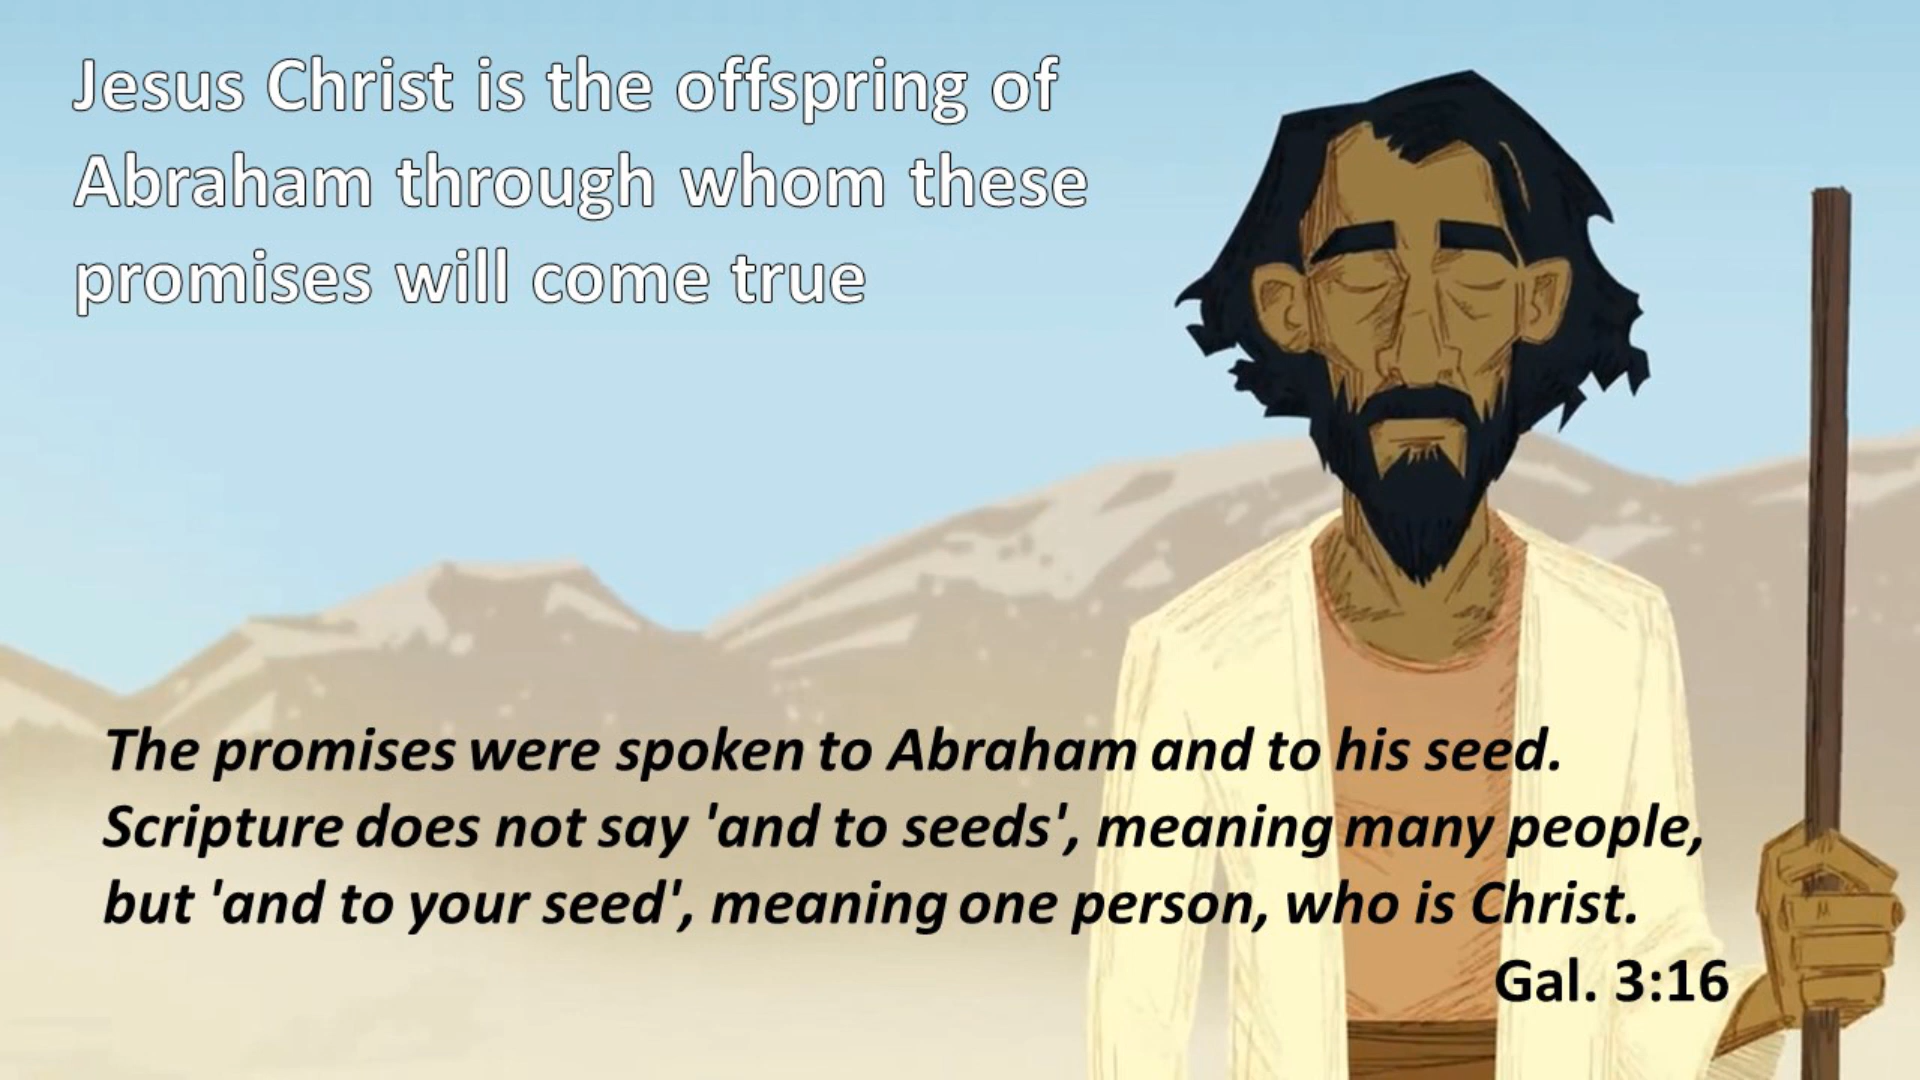 Jesus Christ is the offspring of
Abraham through whom these
promises will come true
The promises were spoken to Abraham and to his seed.
Scripture does not say 'and to seeds', meaning many people,
but 'and to your seed', meaning one person, who is Christ.
Gal. 3:16